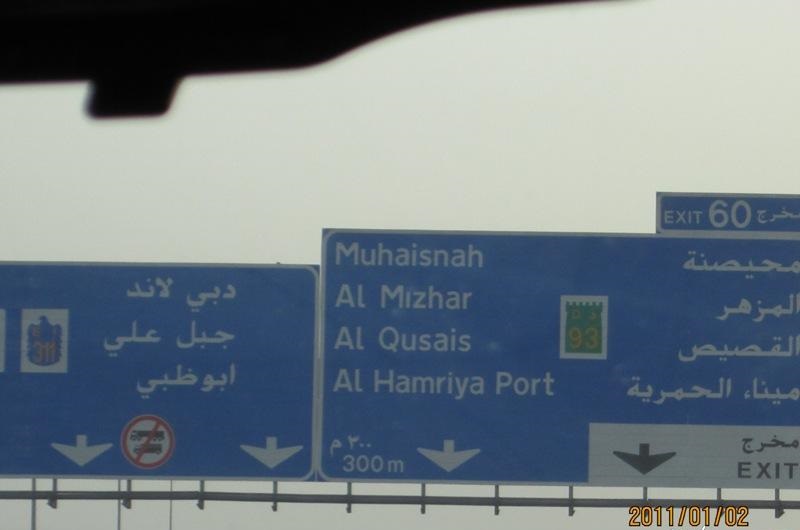 EXIT 60 مخرج
دبي لاند
جبل علي
ابوظبي
E
311
Muhaisnah
Al Mizhar
Al Qusais
Al Hamriya Port
D د
93
محيصنة
المزهر
القصيص
ميناء الحمرية
٣٠٠ م
300 m
مخرج
EXIT
2011/01/02